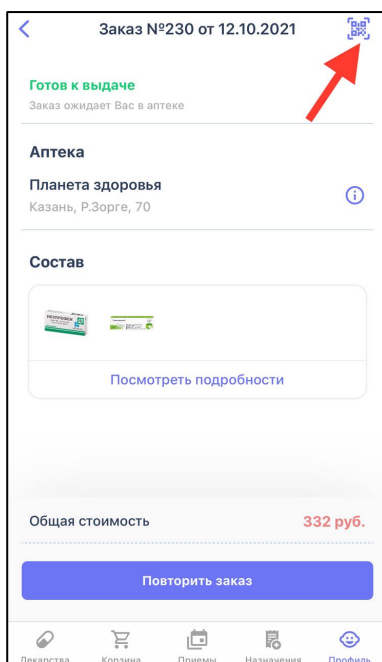 Заказ №230 от 12.10.2021
Готов к выдаче
Заказ ожидает Вас в аптеке
Аптека
Планета здоровья
Казань, Р.Зорге, 70
Состав
Посмотреть подробности
Общая стоимость
332 руб.
Повторить заказ
Лекарства
Корзина
Приемы
Назначения
Профиль